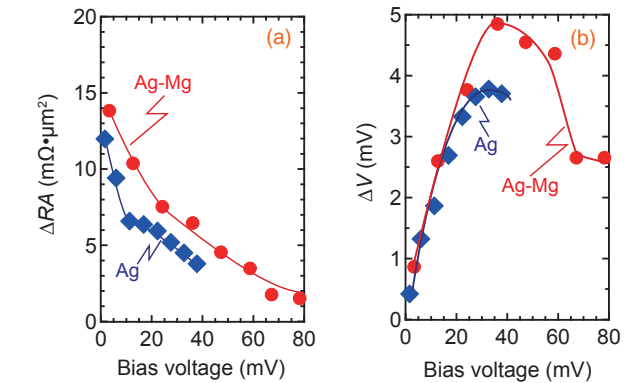 20
15
10
5
0
ΔRA (mΩ•μm²)
(a)
Ag-Mg
Ag
0
20
40
60
80
Bias voltage (mV)
5
4
3
2
1
0
ΔV (mV)
(b)
Ag
Ag-Mg
0
20
40
60
80
Bias voltage (mV)